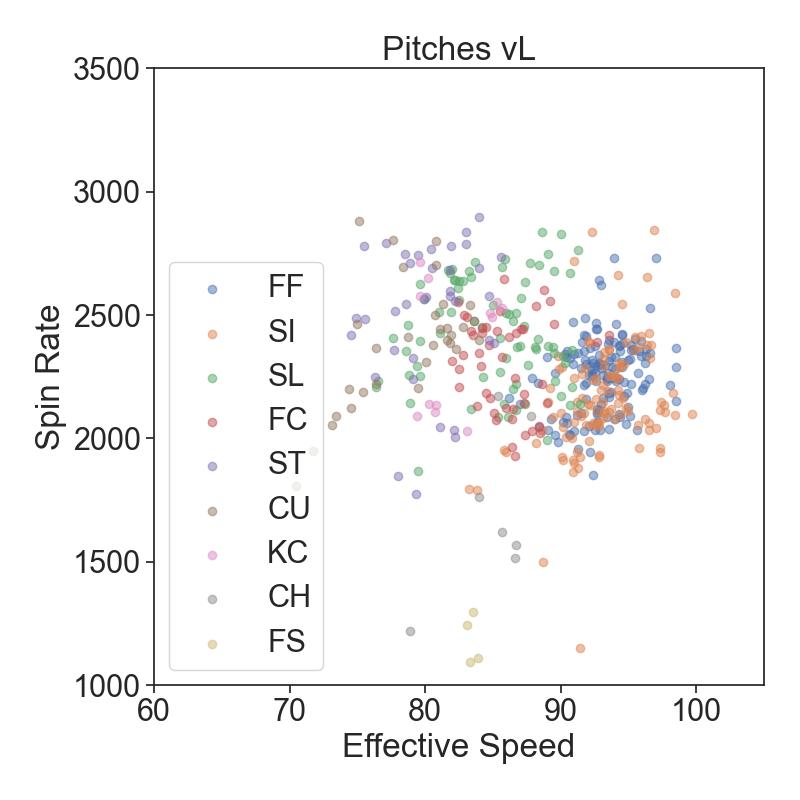 Pitches vL
3500
3000
2500
2000
1500
1000
Spin Rate
FF
SI
SL
FC
ST
CU
KC
CH
FS
60 70 80 90 100
Effective Speed